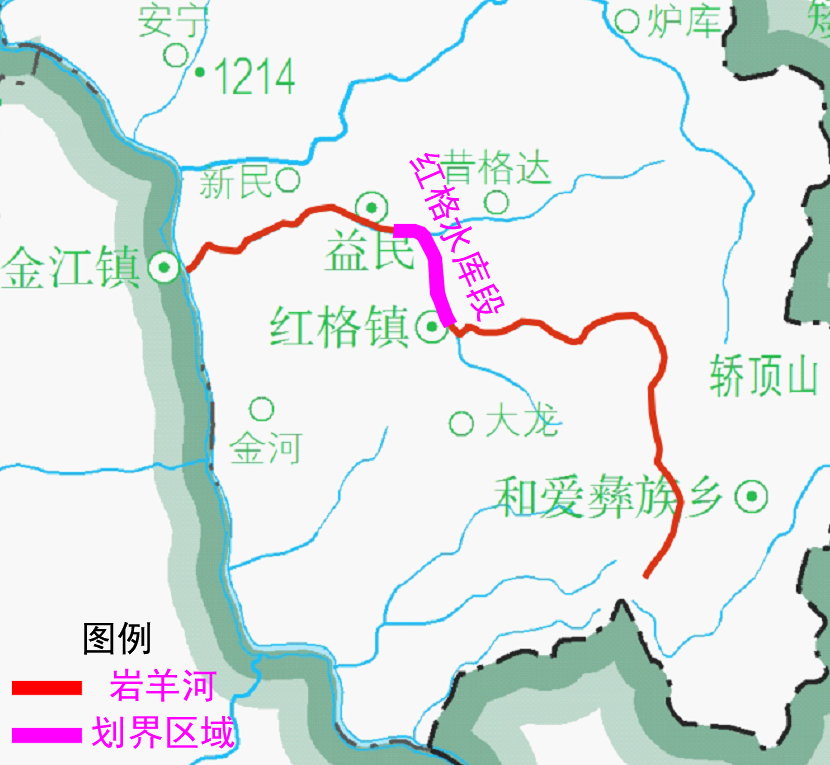 安宁
1214
炉库
新民
昔格达
红格水库段
金江镇
益民
红格镇
轿顶山
金河
大龙
和爱彝族乡
图例
岩羊河
划界区域